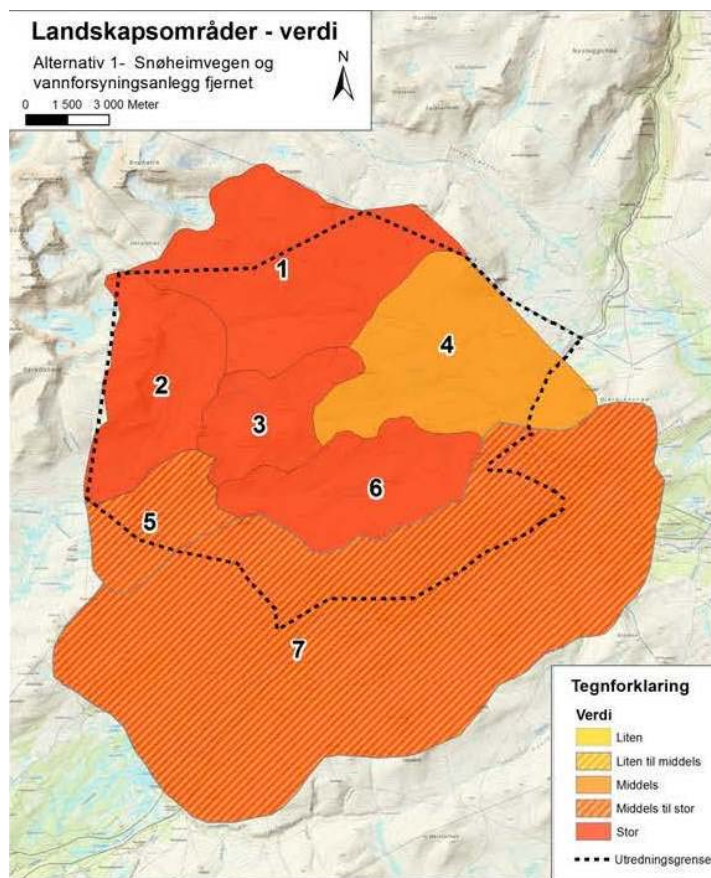 Landskapsområder - verdi
Alternativ 1- Snøheimvegen og
vannforsyningsanlegg fjernet
N
0 1 500 3 000 Meter
1
2
3
4
5
6
7
Tegnforklaring
Verdi
Liten
Liten til middels
Middels
Middels til stor
Stor
Utredningsgrense